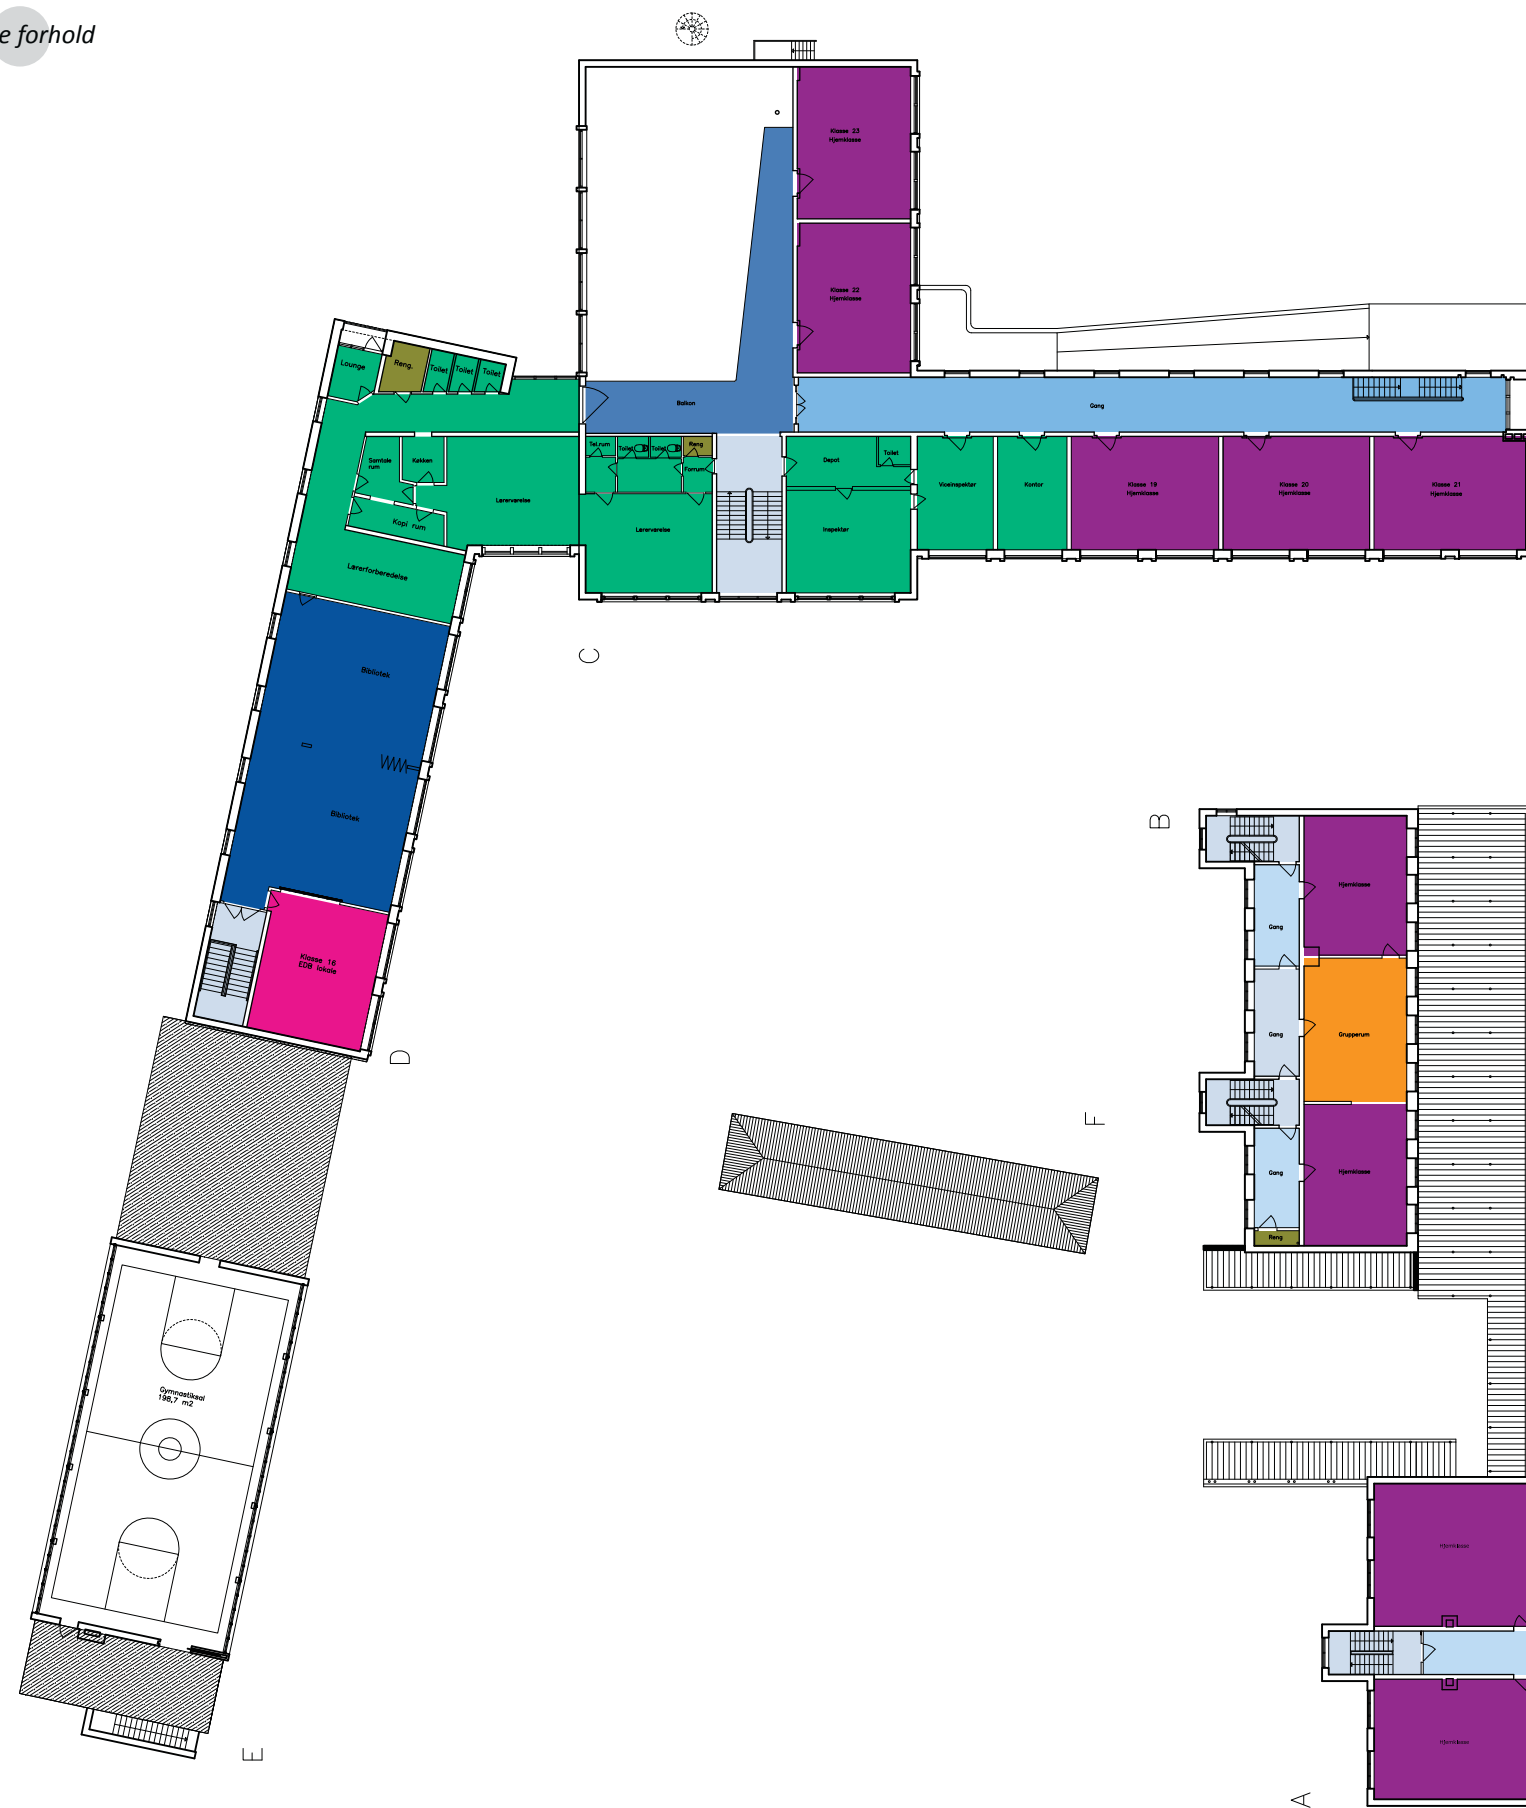 e forhold
Klasse 23
Hjemklasse
Klasse 22
Hjemklasse
Lounge
Reng.
Toilet
Toilet
Toilet
Balkon
Gang
Samtale
rum
Køkken
Lærerværelse
Kopi rum
Lærerforberedelse
Tel.rum
Toilet
Toilet
Reng
Forrum
Lærerværelse
Depot
Toilet
Inspektør
Viceinspektør
Kontor
Klasse 19
Hjemklasse
Klasse 20
Hjemklasse
Klasse 21
Hjemklasse
C
Bibliotek
Bibliotek
Klasse 16
EDB lokale
D
B
Hjemklasse
Gang
Gang
Grupperum
Gang
Hjemklasse
Reng
F
Gymnastiksal
198,7 m2
E
Hjemklasse
Hjemklasse
A